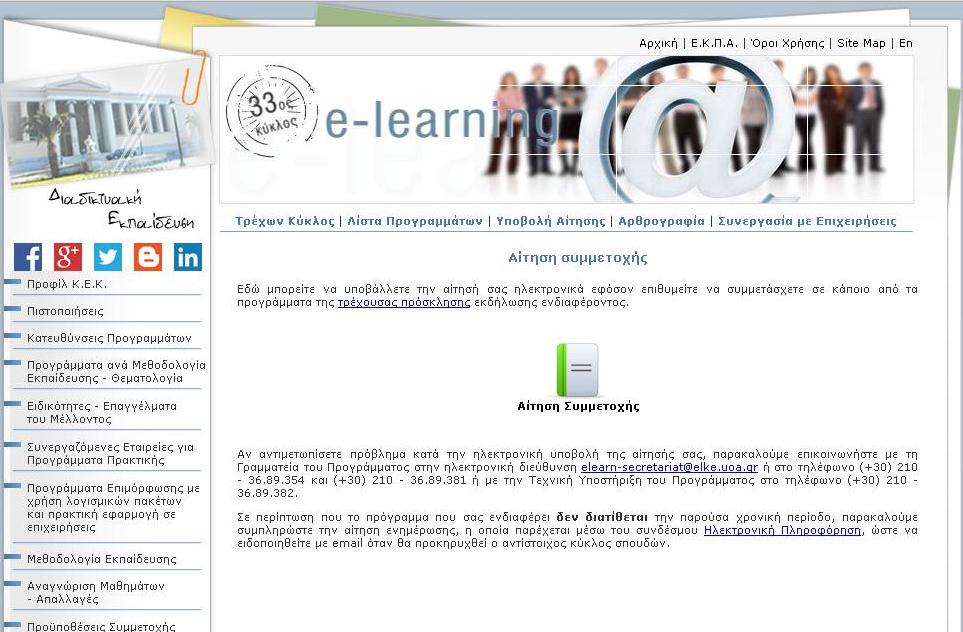 Αρχική | Ε.Κ.Π.Α. | Όροι Χρήσης | Site Map | En
33ος
κύκλος
e-learning
Διαδικτυακή
Εκπαίδευση
Τρέχων Κύκλος | Λίστα Προγραμμάτων | Υποβολή Αίτησης | Αρθρογραφία | Συνεργασία με Επιχειρήσεις
Προφίλ Κ.Ε.Κ.
Πιστοποιήσεις
Κατευθύνσεις Προγραμμάτων
Προγράμματα ανά Μεθοδολογία
Εκπαίδευσης - Θεματολογία
Ειδικότητες - Επαγγέλματα
του Μέλλοντος
Συνεργαζόμενες Εταιρείες για
Προγράμματα Πρακτικής
Προγράμματα Επιμόρφωσης με
χρήση λογισμικών πακέτων
και πρακτική εφαρμογή σε
επιχειρήσεις
Μεθοδολογία Εκπαίδευσης
Αναγνώριση Μαθημάτων
- Απαλλαγές
Προϋποθέσεις Συμμετοχής
Αίτηση συμμετοχής
Εδώ μπορείτε να υποβάλλετε την αίτησή σας ηλεκτρονικά εφόσον επιθυμείτε να συμμετάσχετε σε κάποιο από τα
προγράμματα της τρέχουσας πρόσκλησης εκδήλωσης ενδιαφέροντος.
Αίτηση Συμμετοχής
Αν αντιμετωπίσετε πρόβλημα κατά την ηλεκτρονική υποβολή της αίτησής σας, παρακαλούμε επικοινωνήστε με τη
Γραμματεία του Προγράμματος στην ηλεκτρονική διεύθυνση elearn-secretariat@elke.uoa.gr ή στο τηλέφωνο (+30) 210
- 36.89.354 και (+30) 210 - 36.89.381 ή με την Τεχνική Υποστήριξη του Προγράμματος στο τηλέφωνο (+30) 210 -
36.89.382.
Σε περίπτωση που το πρόγραμμα που σας ενδιαφέρει δεν διατίθεται την παρούσα χρονική περίοδο, παρακαλούμε
συμπληρώστε την αίτηση ενημέρωσης, η οποία παρέχεται μέσω του συνδέσμου Ηλεκτρονική Πληροφόρηση, ώστε να
ειδοποιηθείτε με email όταν θα προκηρυχθεί ο αντίστοιχος κύκλος σπουδών.